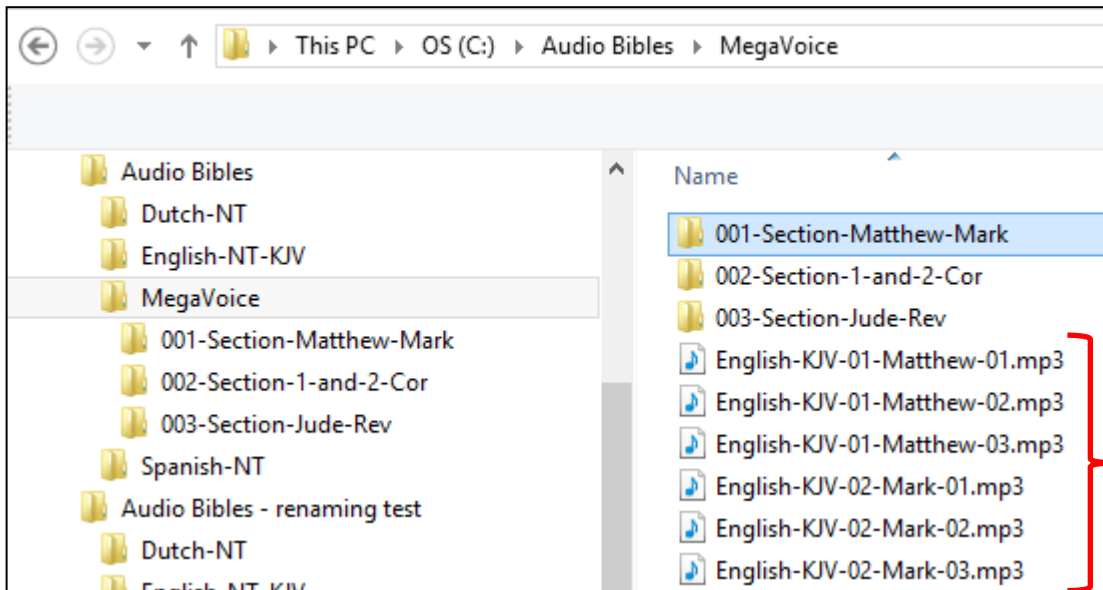 This PC OS (C:) Audio Bibles MegaVoice
Audio Bibles
Dutch-NT
English-NT-KJV
MegaVoice
001-Section-Matthew-Mark
002-Section-1-and-2-Cor
003-Section-Jude-Rev
Spanish-NT
Audio Bibles - renaming test
Dutch-NT
English-NT-KJV
Name
001-Section-Matthew-Mark
002-Section-1-and-2-Cor
003-Section-Jude-Rev
English-KJV-01-Matthew-01.mp3
English-KJV-01-Matthew-02.mp3
English-KJV-01-Matthew-03.mp3
English-KJV-02-Mark-01.mp3
English-KJV-02-Mark-02.mp3
English-KJV-02-Mark-03.mp3